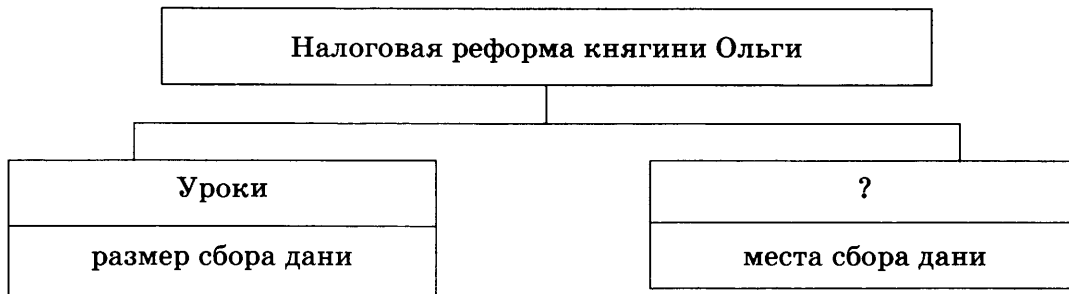 Налоговая реформа княгини Ольги
Уроки
размер сбора дани
?
места сбора дани